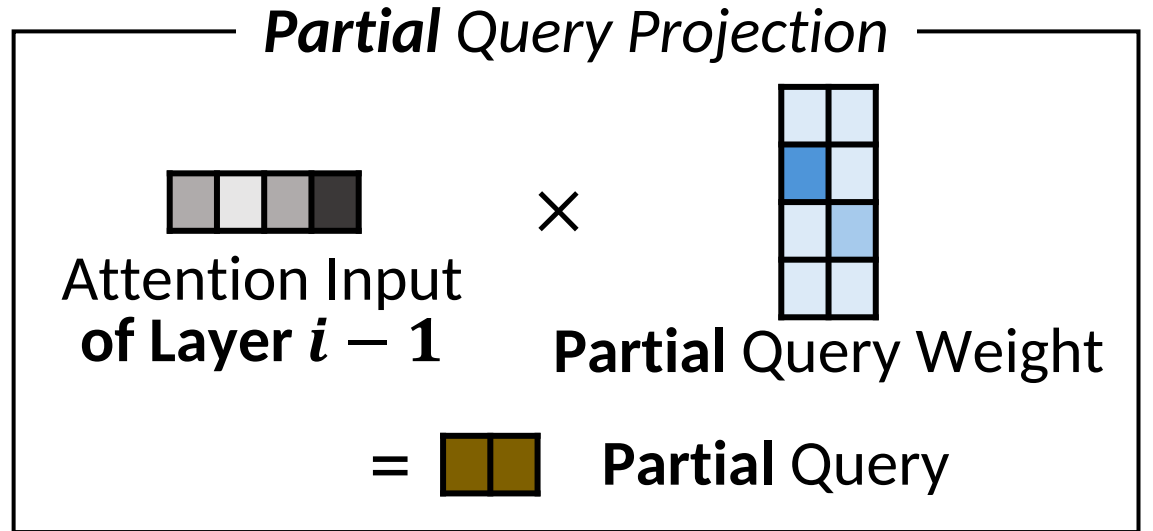 Partial Query Projection
×
Attention Input
of Layer i − 1
Partial Query Weight
= Partial Query